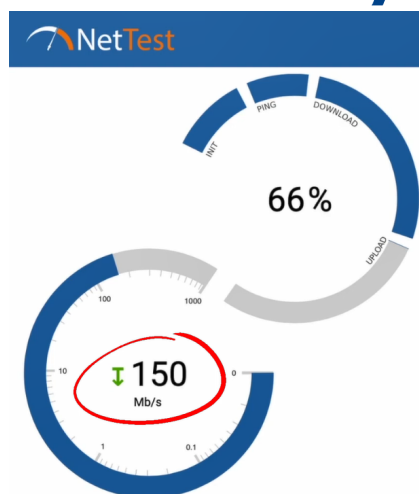 NetTest
INIT
PING
DOWNLOAD
66%
UPLOAD
100
1000
10
150
0
Mb/s
1
0.1